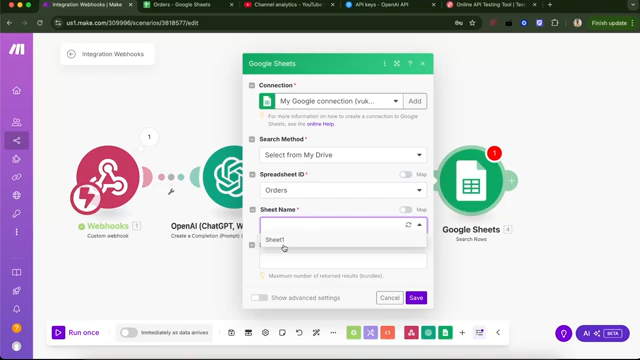 Integration Webhooks
Orders - Google Sheets
Channel analytics - YouTube
API keys - OpenAI API
Online API Testing Tool | Tes
us1.make.com/309996/scenarios/3818577/edit
Finish update
Integration Webhooks
Google Sheets
Connection *
My Google connection (vuk...
Add
For more information on how to create a connection to Google
Sheets, see the online Help.
Search Method *
Select from My Drive
Spreadsheet ID *
Map
Orders
Sheet Name *
Map
Sheet1
Maximum number of returned results (bundles).
Show advanced settings
Cancel
Save
1
Webhooks 1
Custom webhook
OpenAI (ChatGPT, W
Create a Completion (Prompt) (
1
Google Sheets 4
Search Rows
Run once
Immediately as data arrives
AI BETA